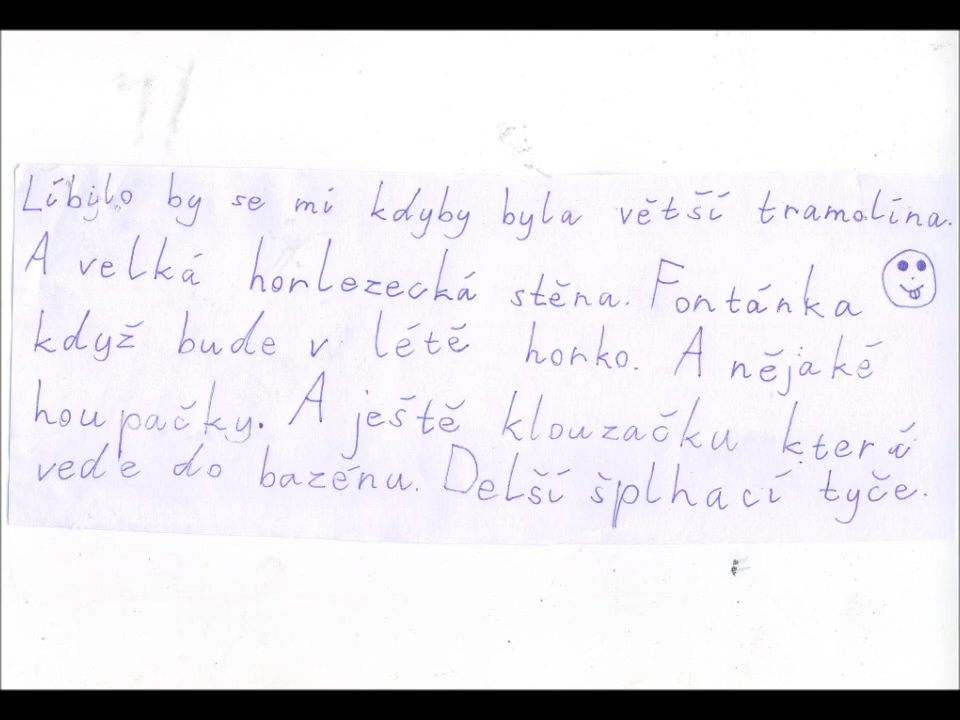 Líbilo by se mi kdyby byla větší tramolína.
A velká horlezecká stěna. Fontánka
když bude v létě horko. A nějaké
houpačky. A ještě klouzačku která
vede do bazénu. Delší šplhací tyče.